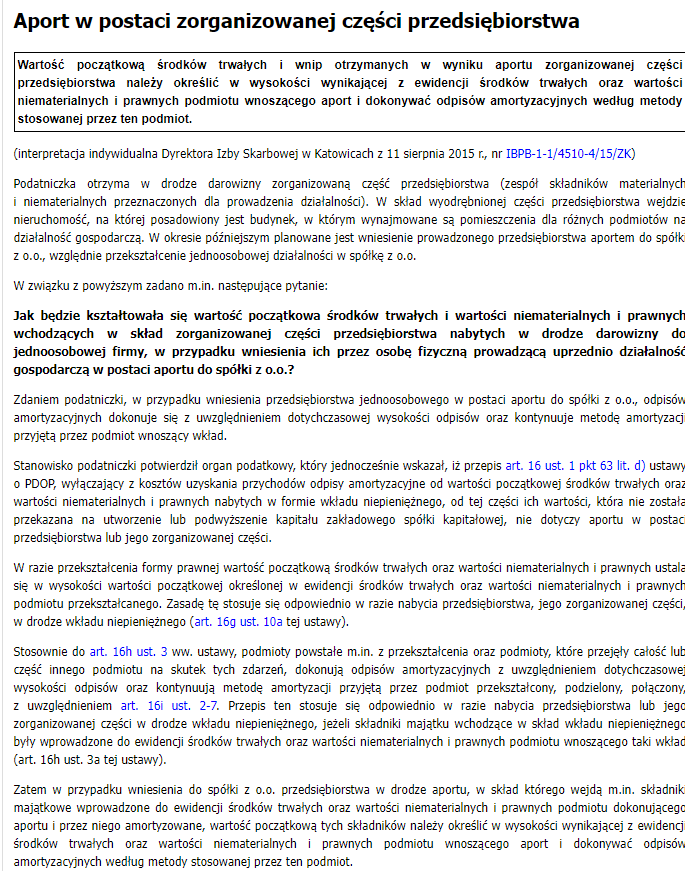 Aport w postaci zorganizowanej części przedsiębiorstwa
Wartość początkową środków trwałych i wnip otrzymanych w wyniku aportu zorganizowanej części
przedsiębiorstwa należy określić w wysokości wynikającej z ewidencji środków trwałych oraz wartości
niematerialnych i prawnych podmiotu wnoszącego aport i dokonywać odpisów amortyzacyjnych według metody
stosowanej przez ten podmiot.
(interpretacja indywidualna Dyrektora Izby Skarbowej w Katowicach z 11 sierpnia 2015 r., nr IBPB-1-1/4510-4/15/ZK)
Podatniczka otrzyma w drodze darowizny zorganizowaną część przedsiębiorstwa (zespół składników materialnych
i niematerialnych przeznaczonych dla prowadzenia działalności). W skład wyodrębnionej części przedsiębiorstwa wejdzie
nieruchomość, na której posadowiony jest budynek, w którym wynajmowane są pomieszczenia dla różnych podmiotów na
działalność gospodarczą. W okresie późniejszym planowane jest wniesienie prowadzonego przedsiębiorstwa aportem do spółki
z o.o., względnie przekształcenie jednoosobowej działalności w spółkę z o.o.
W związku z powyższym zadano m.in. następujące pytanie:
Jak będzie kształtowała się wartość początkowa środków trwałych i wartości niematerialnych i prawnych
wchodzących w skład zorganizowanej części przedsiębiorstwa nabytych w drodze darowizny do
jednoosobowej firmy, w przypadku wniesienia ich przez osobę fizyczną prowadzącą uprzednio działalność
gospodarczą w postaci aportu do spółki z o.o.?
Zdaniem podatniczki, w przypadku wniesienia przedsiębiorstwa jednoosobowego w postaci aportu do spółki z o.o., odpisów
amortyzacyjnych dokonuje się z uwzględnieniem dotychczasowej wysokości odpisów oraz kontynuuje metodę amortyzacji
przyjętą przez podmiot wnoszący wkład.
Stanowisko podatniczki potwierdził organ podatkowy, który jednocześnie wskazał, iż przepis art. 16 ust. 1 pkt 63 lit. d) ustawy
o PDOP, wyłączający z kosztów uzyskania przychodów odpisy amortyzacyjne od wartości początkowej środków trwałych oraz
wartości niematerialnych i prawnych nabytych w formie wkładu niepieniężnego, od tej części ich wartości, która nie została
przekazana na utworzenie lub podwyższenie kapitału zakładowego spółki kapitałowej, nie dotyczy aportu w postaci
przedsiębiorstwa lub jego zorganizowanej części.
W razie przekształcenia formy prawnej wartość początkową środków trwałych oraz wartości niematerialnych i prawnych ustala
się w wysokości wartości początkowej określonej w ewidencji środków trwałych oraz wartości niematerialnych i prawnych
podmiotu przekształcanego. Zasadę tę stosuje się odpowiednio w razie nabycia przedsiębiorstwa, jego zorganizowanej części,
w drodze wkładu niepieniężnego (art. 16g ust. 10a tej ustawy).
Stosownie do art. 16h ust. 3 ww. ustawy, podmioty powstałe m.in. z przekształcenia oraz podmioty, które przejęły całość lub
część innego podmiotu na skutek tych zdarzeń, dokonują odpisów amortyzacyjnych z uwzględnieniem dotychczasowej
wysokości odpisów oraz kontynuują metodę amortyzacji przyjętą przez podmiot przekształcony, podzielony, połączony,
z uwzględnieniem art. 16i ust. 2-7. Przepis ten stosuje się odpowiednio w razie nabycia przedsiębiorstwa lub jego
zorganizowanej części w drodze wkładu niepieniężnego, jeżeli składniki majątku wchodzące w skład wkładu niepieniężnego
były wprowadzone do ewidencji środków trwałych oraz wartości niematerialnych i prawnych podmiotu wnoszącego taki wkład
(art. 16h ust. 3a tej ustawy).
Zatem w przypadku wniesienia do spółki z o.o. przedsiębiorstwa w drodze aportu, w skład którego wejdą m.in. składniki
majątkowe wprowadzone do ewidencji środków trwałych oraz wartości niematerialnych i prawnych podmiotu dokonującego
aportu i przez niego amortyzowane, wartość początkową tych składników należy określić w wysokości wynikającej z ewidencji
środków trwałych oraz wartości niematerialnych i prawnych podmiotu wnoszącego aport i dokonywać odpisów
amortyzacyjnych według metody stosowanej przez ten podmiot.